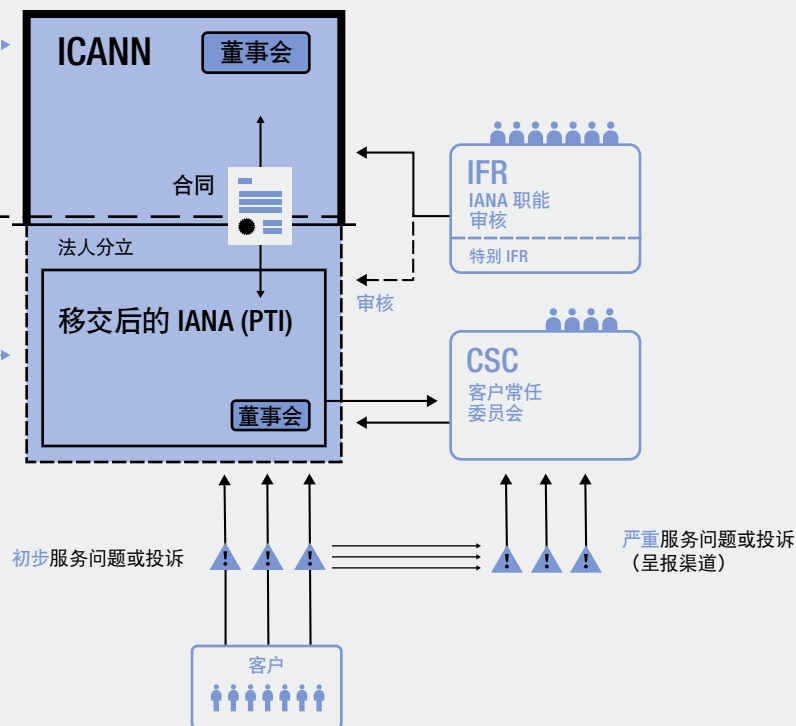 ICANN
董事会
合同
法人分立
移交后的 IANA (PTI)
董事会
IFR
IANA 职能
审核
特别 IFR
审核
CSC
客户常任
委员会
初步服务问题或投诉
!
!
!
!
!
!
严重服务问题或投诉
（呈报渠道）
客户